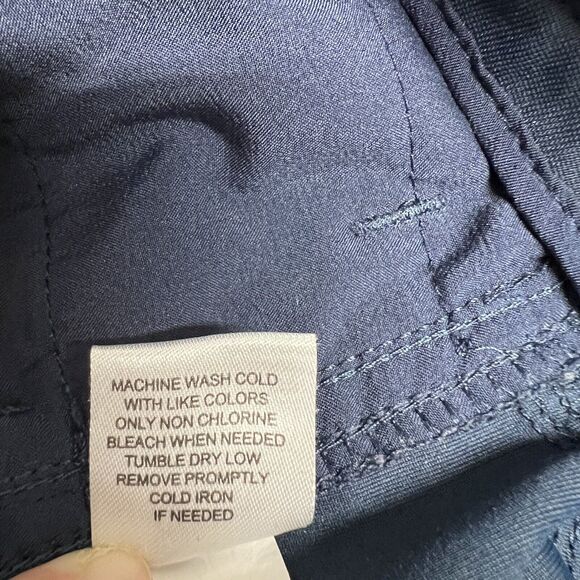 MACHINE WASH COLD
WITH LIKE COLORS
ONLY NON CHLORINE
BLEACH WHEN NEEDED
TUMBLE DRY LOW
REMOVE PROMPTLY
COLD IRON
IF NEEDED